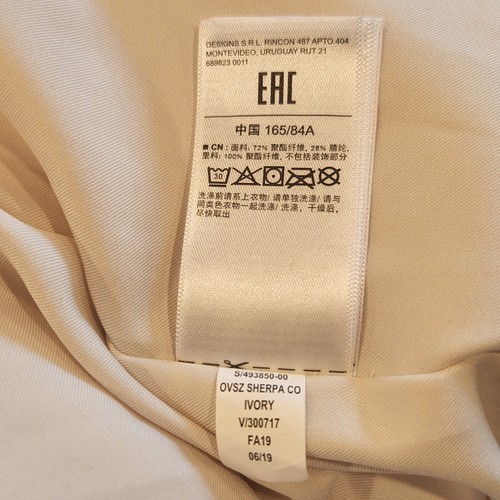 DESIGNS S.R.L. RINCON 487 APTO 404
MONTEVIDEO, URUGUAY RUT 21
689823 0011
EAC
中国 165/84A
■ CN : 面料: 72% 聚酯纤维, 28% 腈纶,
里料: 100% 聚酯纤维, 不包括装饰部分
30
洗涤前请系上衣物/ 请单独洗涤/ 请与
同类色衣物一起洗涤/ 洗涤、干燥后,
尽快取出
S/493850-00
OVSZ SHERPA CO
IVORY
V/300717
FA19
06/19